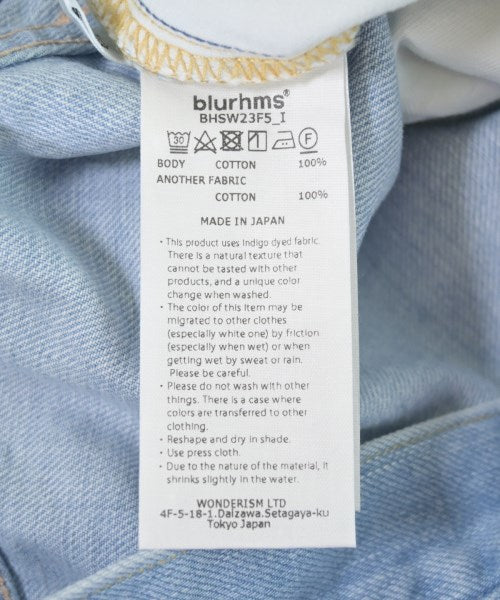 blurhms®
BHSW23F5_I
30 F
BODY COTTON 100%
ANOTHER FABRIC
COTTON 100%
MADE IN JAPAN
・This product uses Indigo dyed fabric.
There is a natural texture that
cannot be tasted with other
products, and a unique color
change when washed.
・The color of this item may be
migrated to other clothes
(especially white one) by friction
(especially when wet) or when
getting wet by sweat or rain.
Please be careful.
・Please do not wash with other
things. There is a case where
colors are transferred to other
clothing.
・Reshape and dry in shade.
・Use press cloth.
・Due to the nature of the material, it
shrinks slightly in the water.
WONDERISM LTD
4F-5-18-1.Daizawa.Setagaya-ku
Tokyo Japan